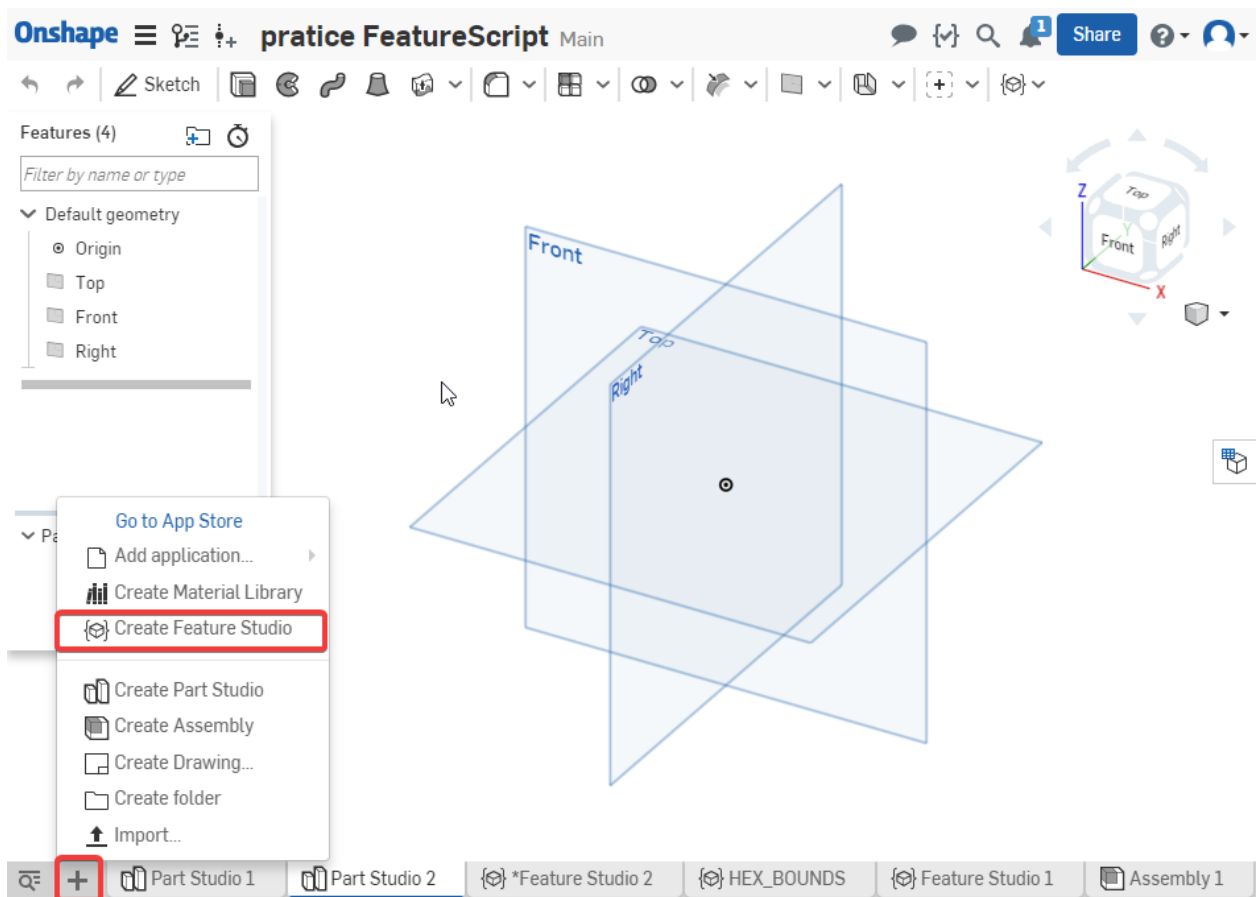 Onshape pratice FeatureScript Main 1 Share
Sketch
Features (4)
Filter by name or type
Default geometry
Origin
Top
Front
Right
Front
Top
Right
Z
Top
Y
Front
Right
X
Go to App Store
Pa
Add application...
Create Material Library
Create Feature Studio
Create Part Studio
Create Assembly
Create Drawing...
Create folder
Import...
Part Studio 1 Part Studio 2 *Feature Studio 2 HEX_BOUNDS Feature Studio 1 Assembly 1